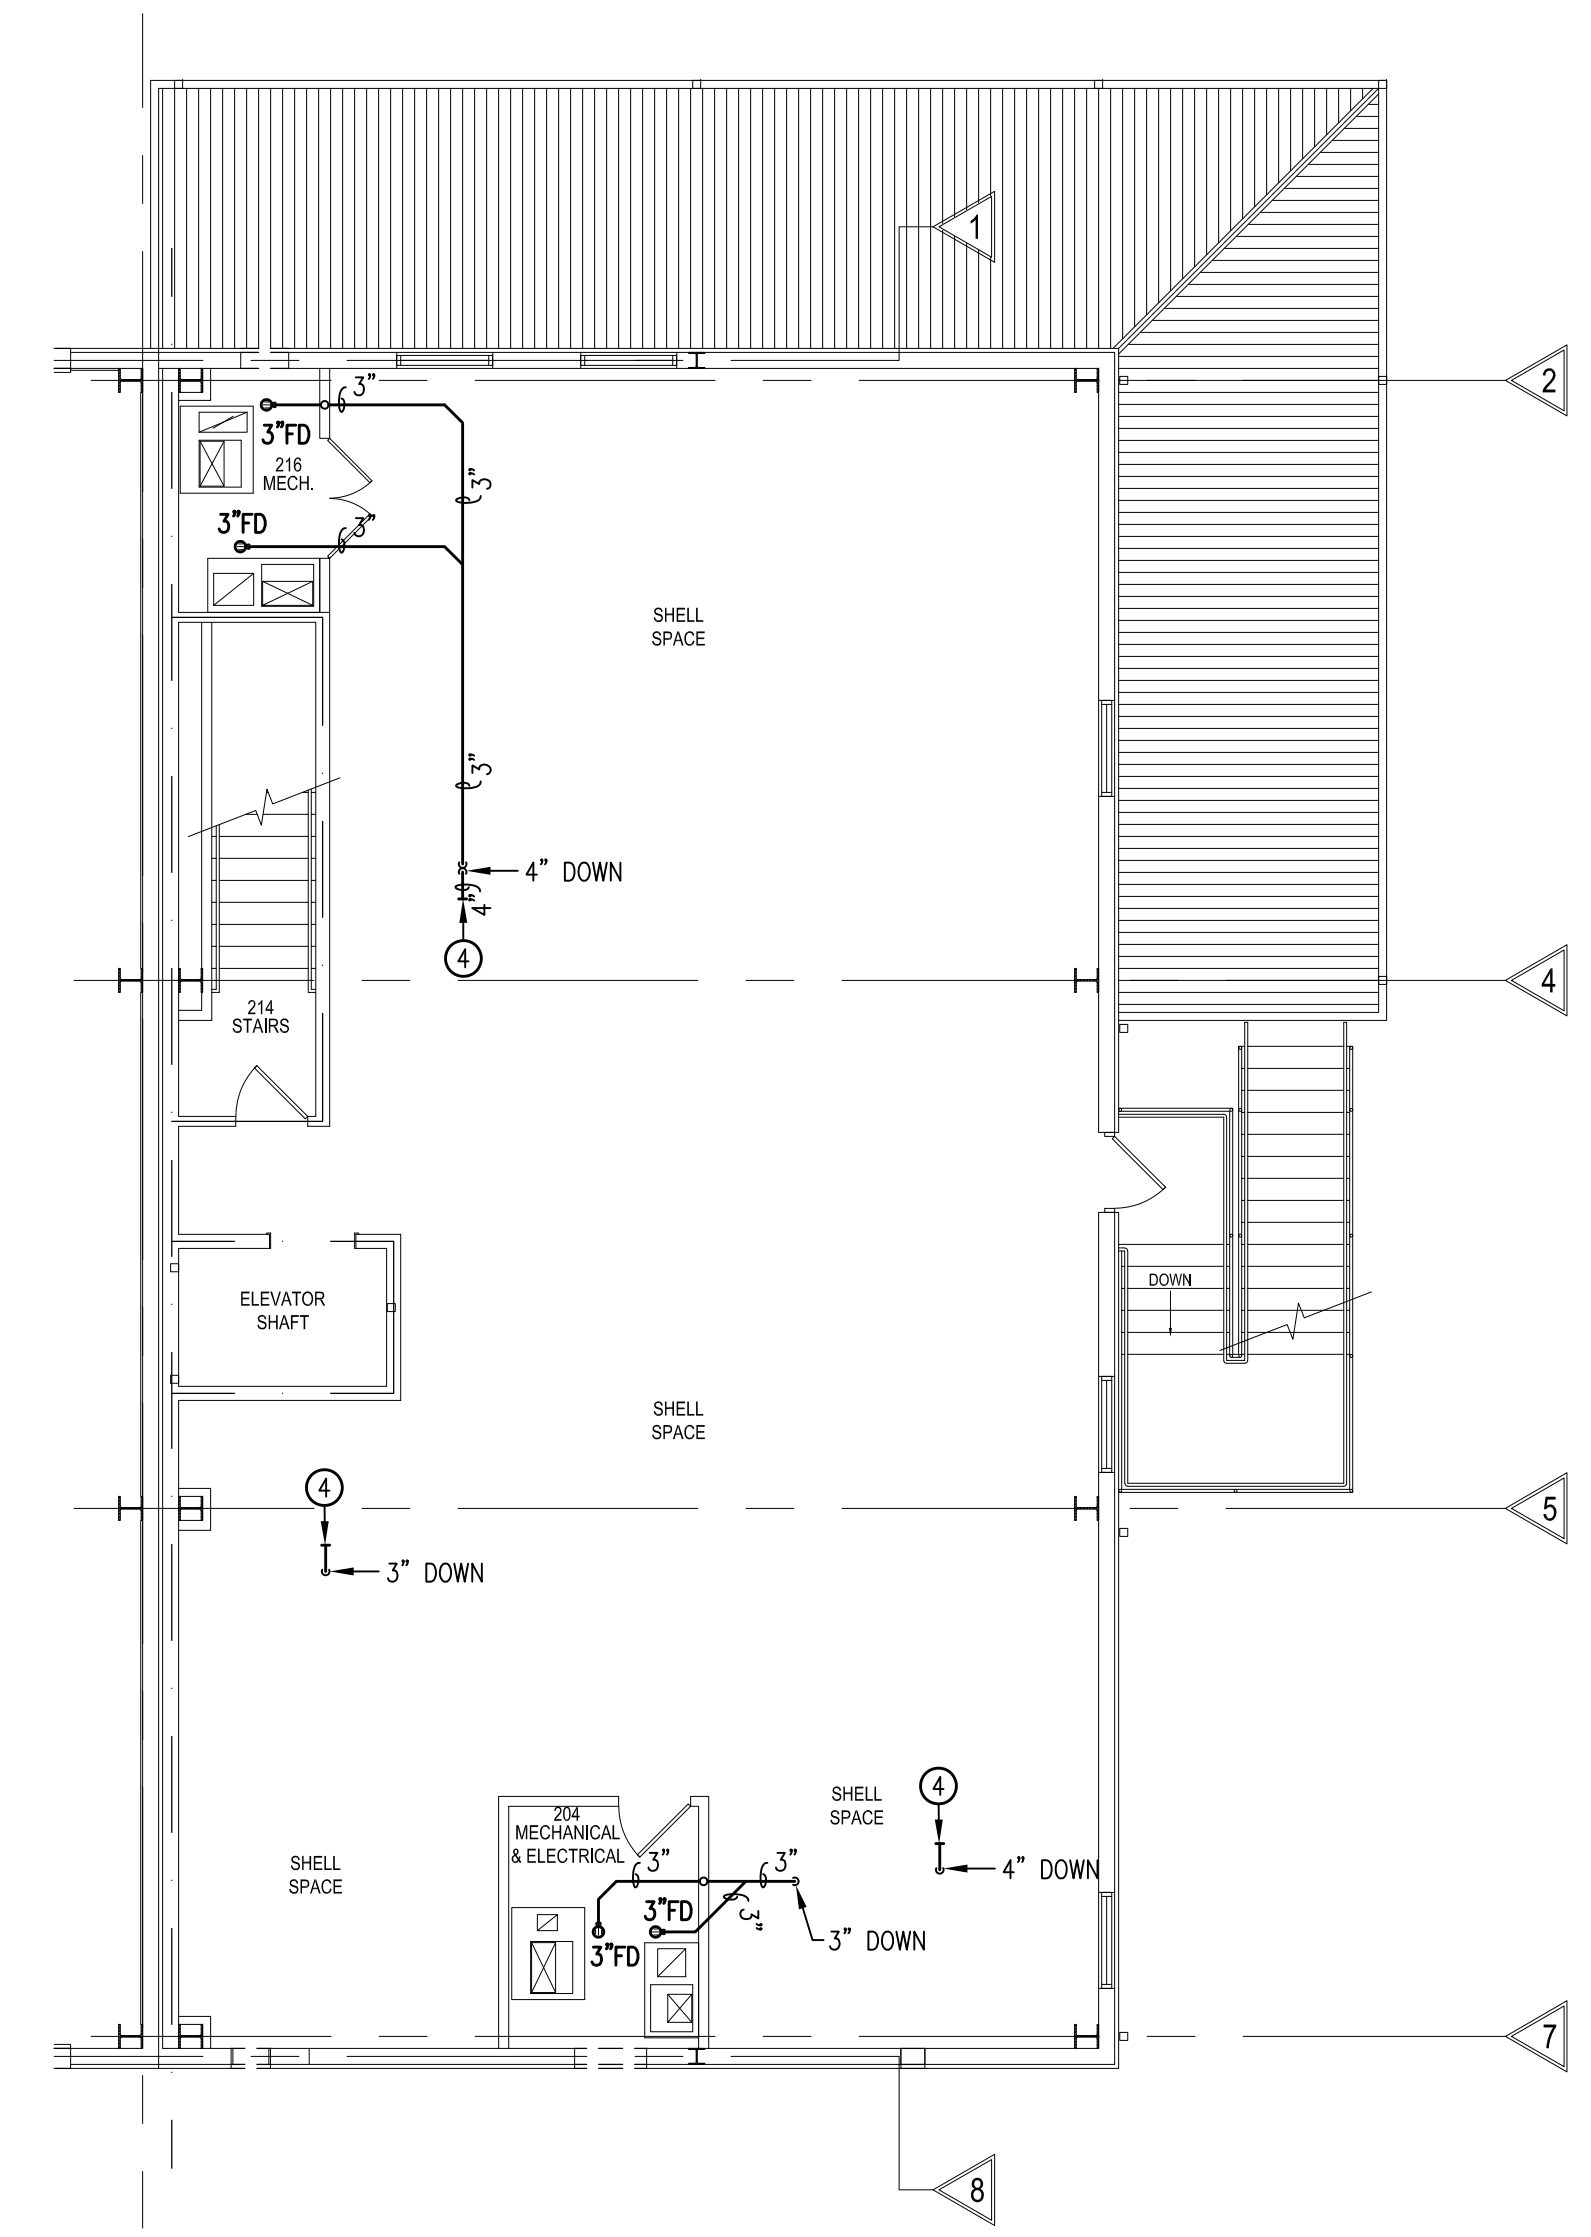 1
2
3"
3"FD
216
MECH.
3"
3"FD
3"
SHELL
SPACE
3"
4" DOWN
4"
4
4
214
STAIRS
DOWN
ELEVATOR
SHAFT
SHELL
SPACE
4
5
3" DOWN
4
SHELL
SPACE
204
MECHANICAL
& ELECTRICAL
SHELL
SPACE
3"
3"
4" DOWN
3"FD
3"
3" DOWN
3"FD
7
8